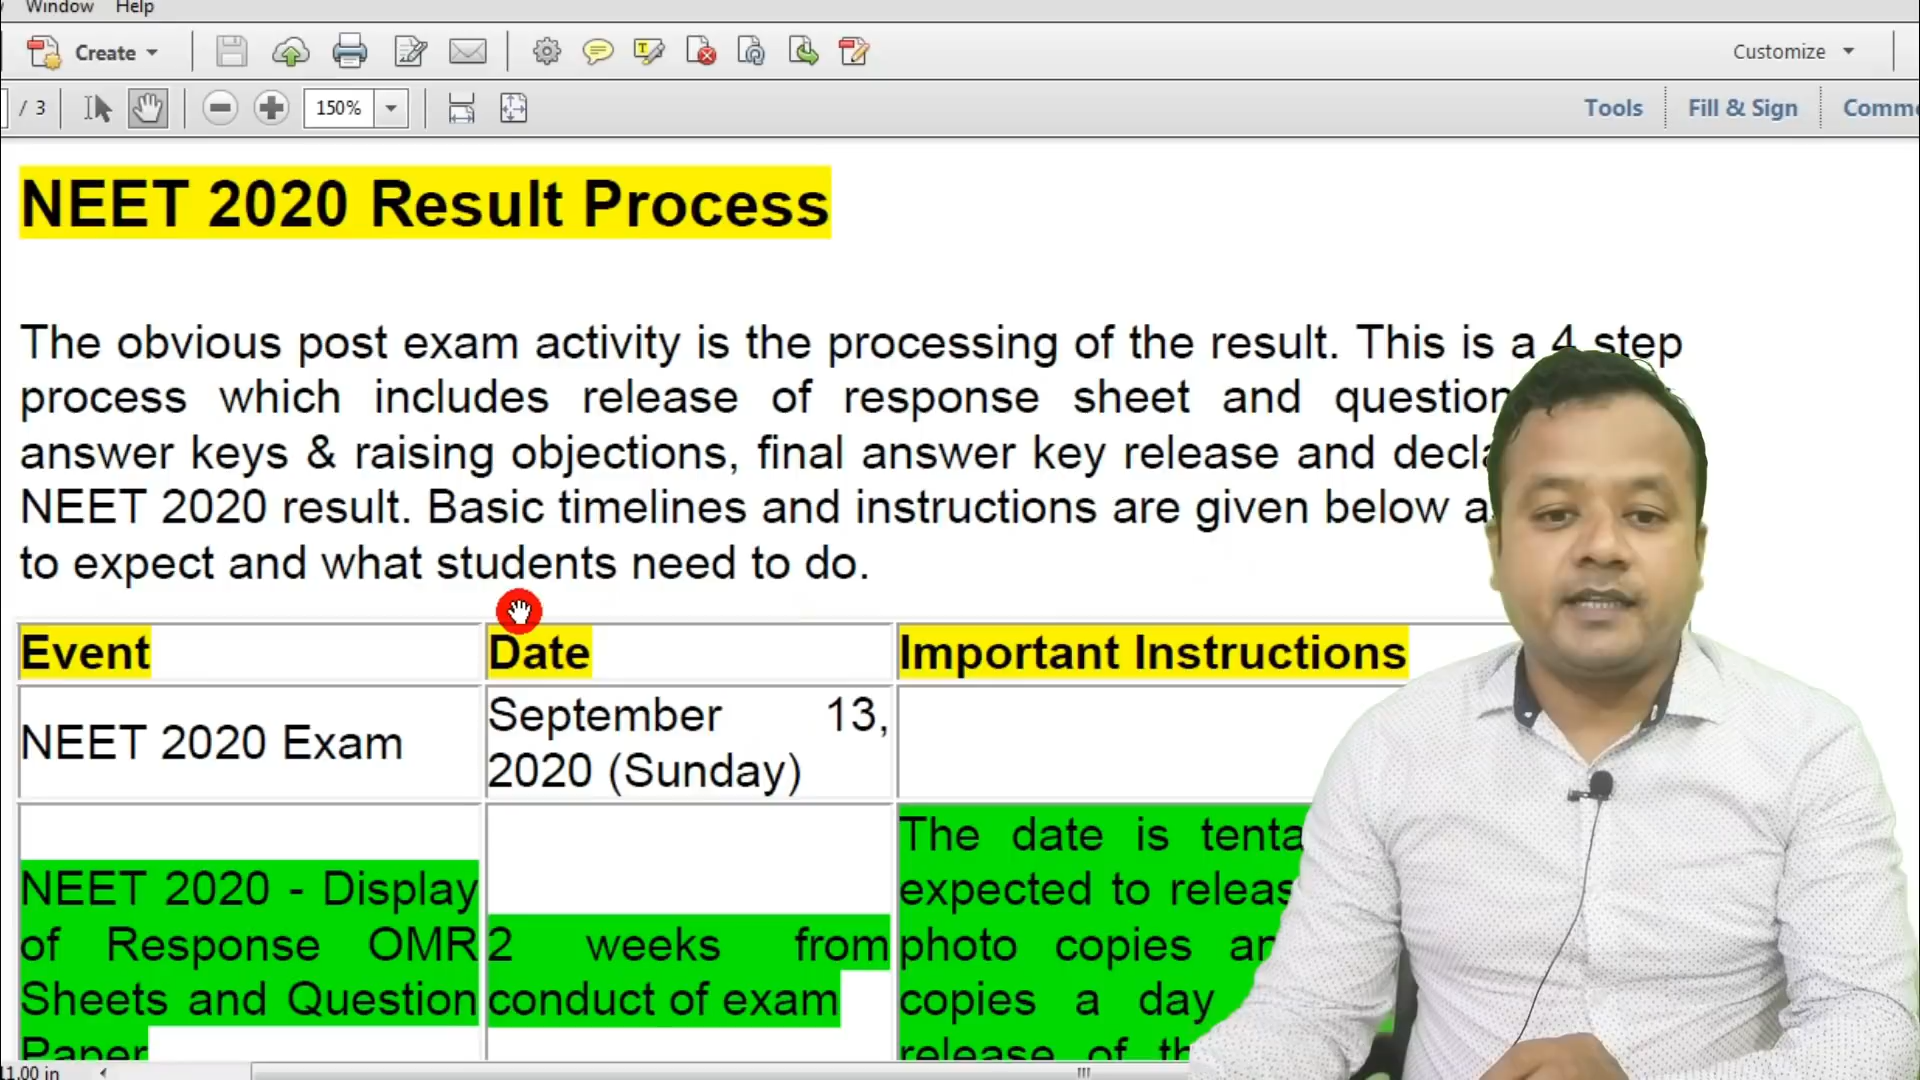 Window Help
Create
Customize
/ 3
150%
Tools
Fill & Sign
NEET 2020 Result Process
The obvious post exam activity is the processing of the result. This is a 4 step
process which includes release of response sheet and question
answer keys & raising objections, final answer key release and
NEET 2020 result. Basic timelines and instructions are given below
to expect and what students need to do.
Event Date Important Instructions
NEET 2020 Exam
September 13,
2020 (Sunday)
NEET 2020 - Display
of Response OMR
Sheets and Question
Paper
2 weeks from
conduct of exam
The date is
expected to
photo copies
copies a day
release of
11.00 in